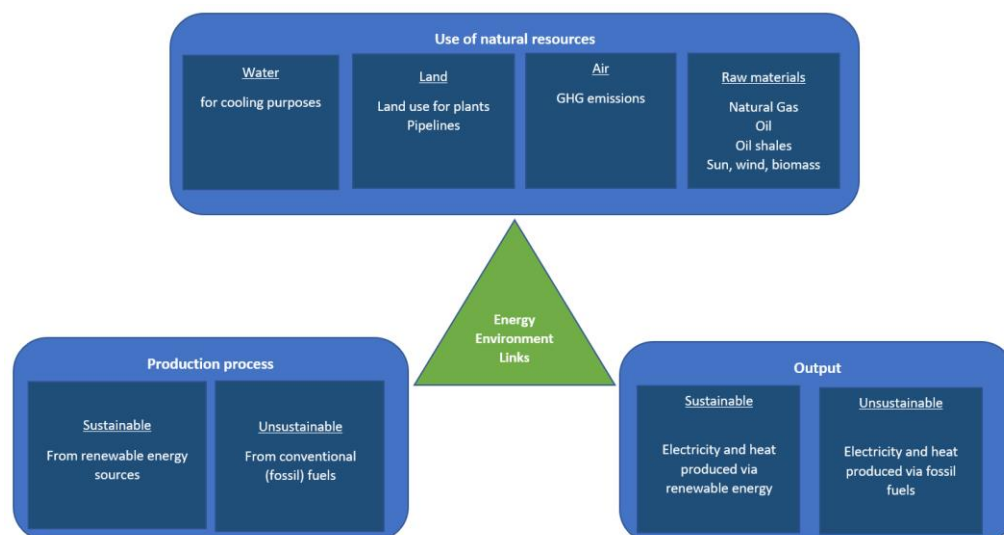 Use of natural resources
Water
for cooling purposes
Land
Land use for plants
Pipelines
Air
GHG emissions
Raw materials
Natural Gas
Oil
Oil shales
Sun, wind, biomass
Energy
Environment
Links
Production process
Sustainable
From renewable energy
sources
Unsustainable
From conventional
(fossil) fuels
Output
Sustainable
Electricity and heat
produced via
renewable energy
Unsustainable
Electricity and heat
produced via fossil
fuels